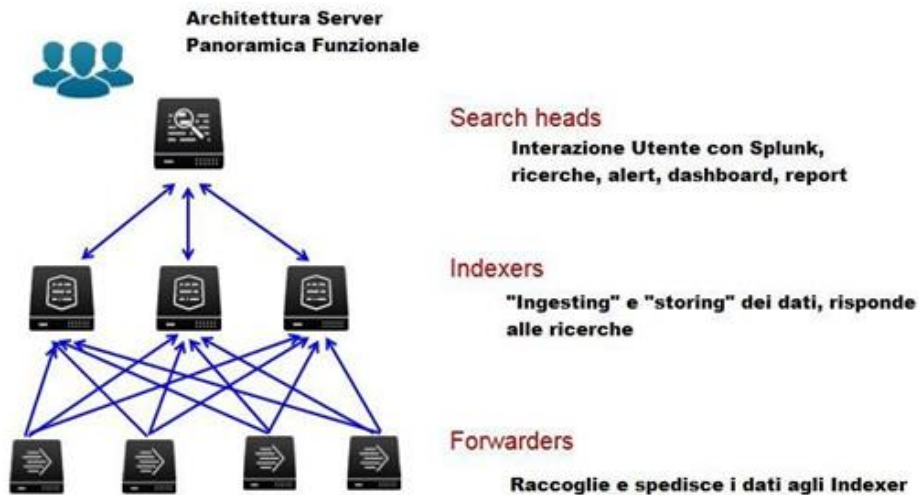 Architettura Server
Panoramica Funzionale
Search heads
Interazione Utente con Splunk,
ricerche, alert, dashboard, report
Indexers
"Ingesting" e "storing" dei dati, risponde
alle ricerche
Forwarders
Raccoglie e spedisce i dati agli Indexer